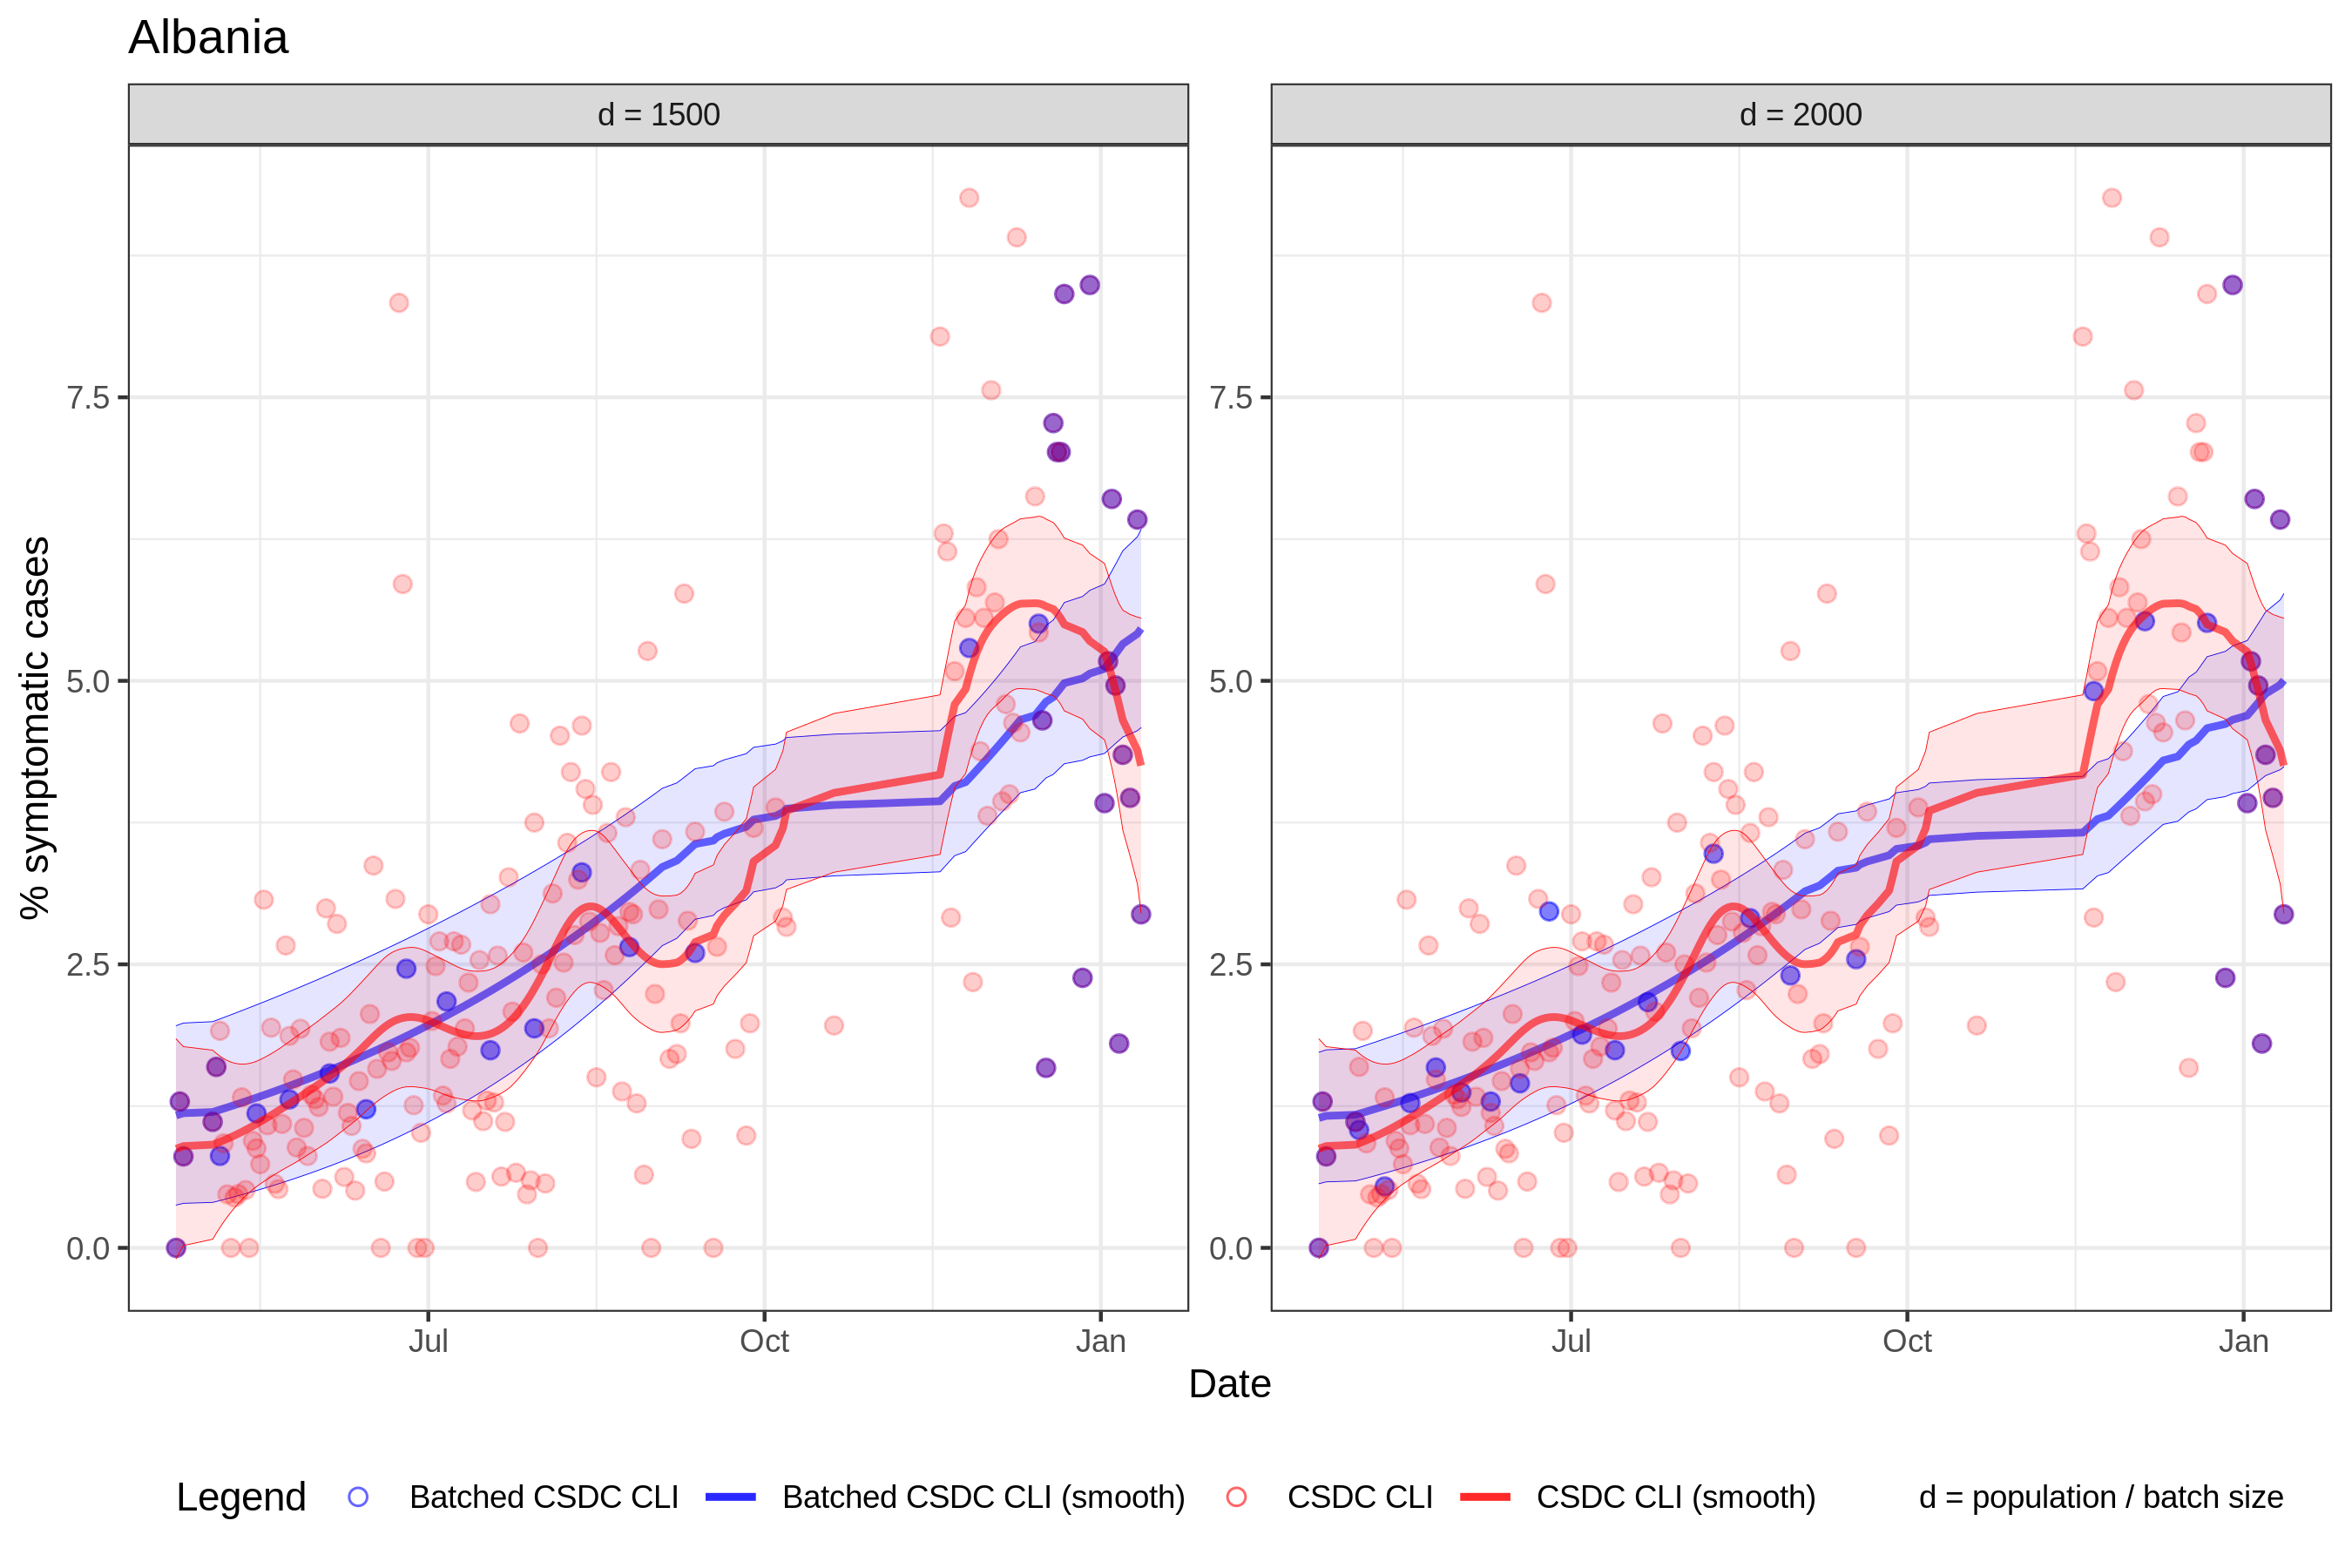 Albania
d = 1500
d = 2000
% symptomatic cases
7.5
5.0
2.5
0.0
7.5
5.0
2.5
0.0
Jul
Oct
Jan
Jul
Oct
Jan
Date
Legend
Batched CSDC CLI
Batched CSDC CLI (smooth)
CSDC CLI
CSDC CLI (smooth)
d = population / batch size